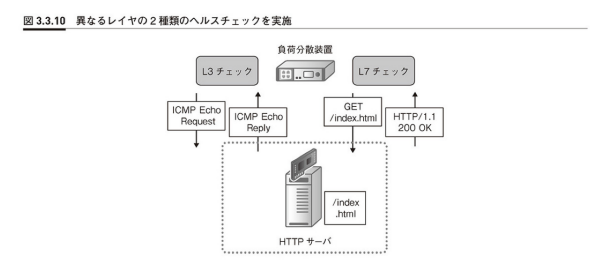 図 3.3.10 異なるレイヤの2種類のヘルスチェックを実施
負荷分散装置
L3 チェック
L7 チェック
ICMP Echo
Request
ICMP Echo
Reply
GET
/index.html
HTTP/1.1
200 OK
/index
.html
HTTP サーバ